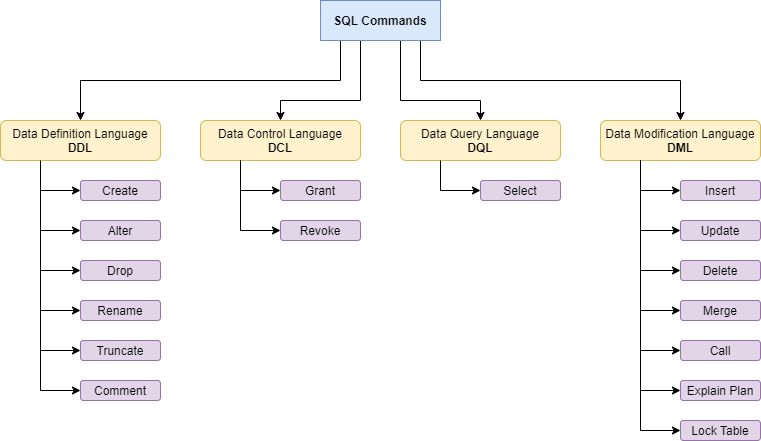 SQL Commands
Data Definition Language
DDL
Create
Alter
Drop
Rename
Truncate
Comment
Data Control Language
DCL
Grant
Revoke
Data Query Language
DQL
Select
Data Modification Language
DML
Insert
Update
Delete
Merge
Call
Explain Plan
Lock Table